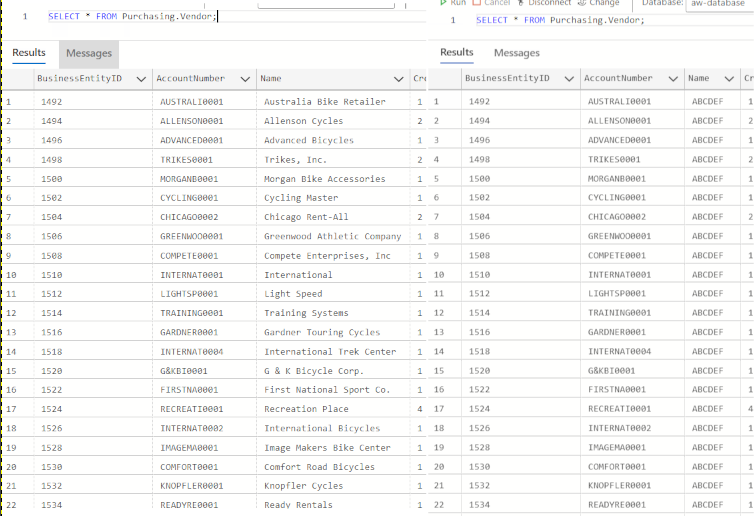 1 SELECT * FROM Purchasing.Vendor;
Results Messages
BusinessEntityID AccountNumber Name Cre
1 1492 AUSTRALI0001 Australia Bike Retailer 1
2 1494 ALLENSON0001 Allenson Cycles 2
3 1496 ADVANCED0001 Advanced Bicycles 1
4 1498 TRIKES0001 Trikes, Inc. 2
5 1500 MORGANB0001 Morgan Bike Accessories 1
6 1502 CYCLING0001 Cycling Master 1
7 1504 CHICAGO0002 Chicago Rent-All 2
8 1506 GREENWOO0001 Greenwood Athletic Company 1
9 1508 COMPETE0001 Compete Enterprises, Inc 1
10 1510 INTERNAT0001 International 1
11 1512 LIGHTSP0001 Light Speed 1
12 1514 TRAINING0001 Training Systems 1
13 1516 GARDNER0001 Gardner Touring Cycles 1
14 1518 INTERNAT0004 International Trek Center 1
15 1520 G&KBI0001 G & K Bicycle Corp. 1
16 1522 FIRSTNA0001 First National Sport Co. 1
17 1524 RECREATI0001 Recreation Place 4
18 1526 INTERNAT0002 International Bicycles 1
19 1528 IMAGEMA0001 Image Makers Bike Center 1
20 1530 COMFORT0001 Comfort Road Bicycles 1
21 1532 KNOPFLER0001 Knopfler Cycles 1
22 1534 READYRE0001 Ready Rentals 1
Run Cancel Disconnect Change Database: aw-database
1 SELECT * FROM Purchasing.Vendor;
Results Messages
BusinessEntityID AccountNumber Name Cr
1 1492 AUSTRALI0001 ABCDEF 1
2 1494 ALLENSON0001 ABCDEF 2
3 1496 ADVANCED0001 ABCDEF 1
4 1498 TRIKES0001 ABCDEF 2
5 1500 MORGANB0001 ABCDEF 1
6 1502 CYCLING0001 ABCDEF 1
7 1504 CHICAGO0002 ABCDEF 2
8 1506 GREENWOO0001 ABCDEF 1
9 1508 COMPETE0001 ABCDEF 1
10 1510 INTERNAT0001 ABCDEF 1
11 1512 LIGHTSP0001 ABCDEF 1
12 1514 TRAINING0001 ABCDEF 1
13 1516 GARDNER0001 ABCDEF 1
14 1518 INTERNAT0004 ABCDEF 1
15 1520 G&KBI0001 ABCDEF 1
16 1522 FIRSTNA0001 ABCDEF 1
17 1524 RECREATI0001 ABCDEF 4
18 1526 INTERNAT0002 ABCDEF 1
19 1528 IMAGEMA0001 ABCDEF 1
20 1530 COMFORT0001 ABCDEF 1
21 1532 KNOPFLER0001 ABCDEF 1
22 1534 READYRE0001 ABCDEF 1